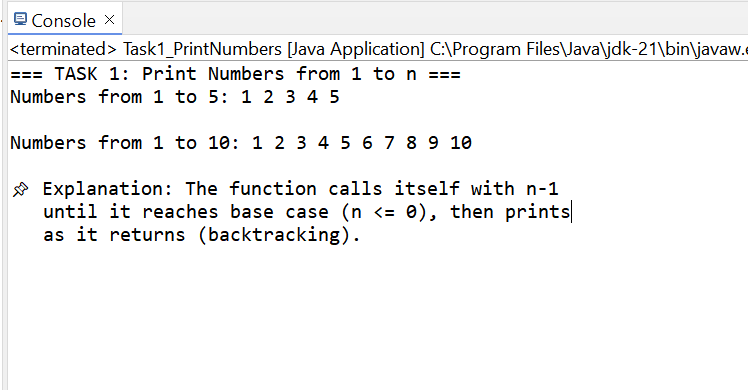 Console
<terminated> Task1_PrintNumbers [Java Application] C:\Program Files\Java\jdk-21\bin\javaw.e
=== TASK 1: Print Numbers from 1 to n ===
Numbers from 1 to 5: 1 2 3 4 5
Numbers from 1 to 10: 1 2 3 4 5 6 7 8 9 10
📌 Explanation: The function calls itself with n-1
until it reaches base case (n <= 0), then prints
as it returns (backtracking).